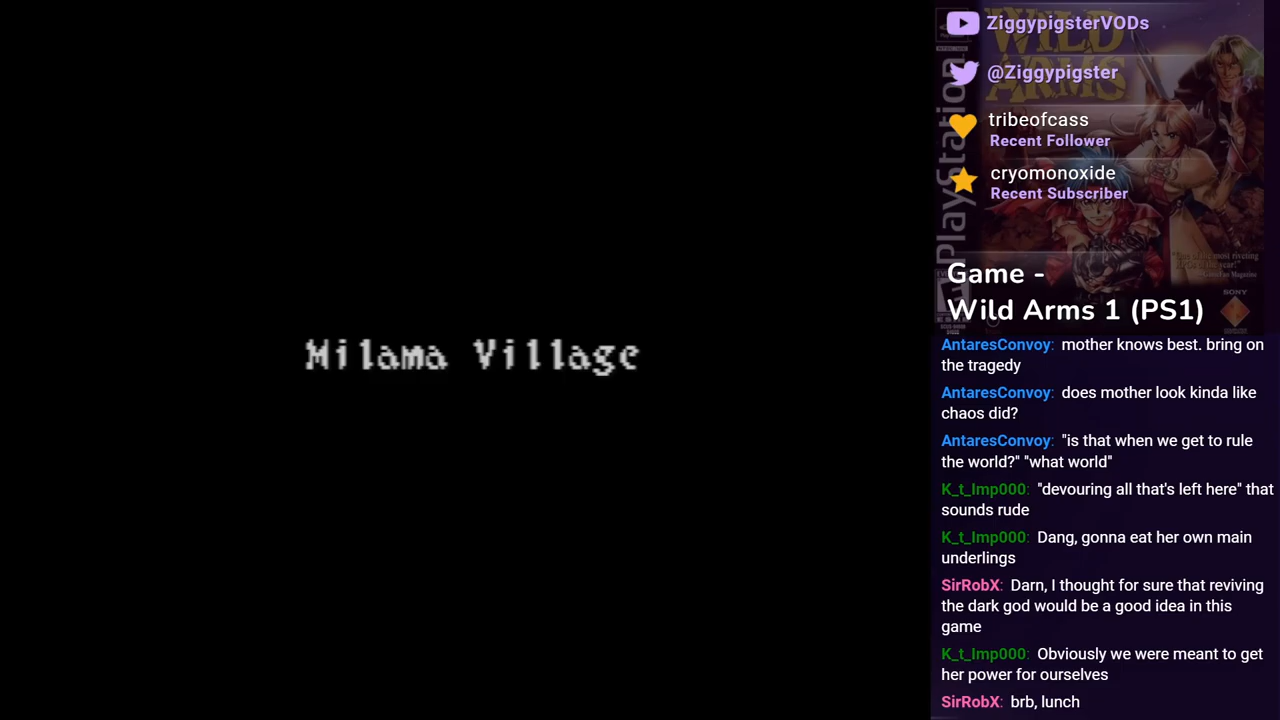 Milama Village
ZiggypigsterVODs
@Ziggypigster
tribeofcass
Recent Follower
cryomonoxide
Recent Subscriber
WILD
ARMS
PlayStation
SONY
Game -
Wild Arms 1 (PS1)
AntaresConvoy: mother knows best. bring on
the tragedy
AntaresConvoy: does mother look kinda like
chaos did?
AntaresConvoy: "is that when we get to rule
the world?" "what world"
K_t_Imp000: "devouring all that's left here" that
sounds rude
K_t_Imp000: Dang, gonna eat her own main
underlings
SirRobX: Darn, I thought for sure that reviving
the dark god would be a good idea in this
game
K_t_Imp000: Obviously we were meant to get
her power for ourselves
SirRobX: brb, lunch